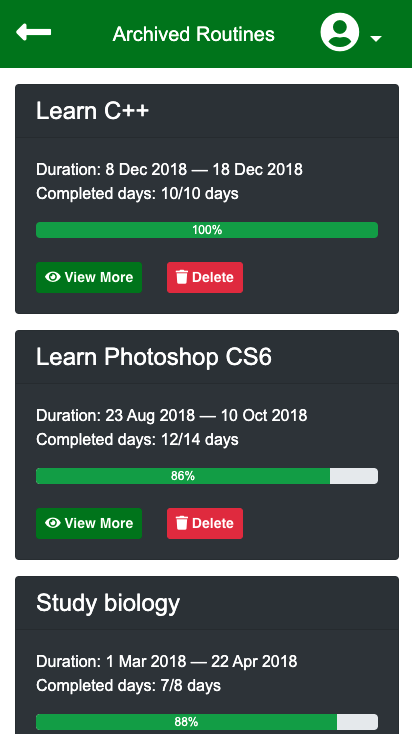 Archived Routines
Learn C++
Duration: 8 Dec 2018 — 18 Dec 2018
Completed days: 10/10 days
100%
View More
Delete
Learn Photoshop CS6
Duration: 23 Aug 2018 — 10 Oct 2018
Completed days: 12/14 days
86%
View More
Delete
Study biology
Duration: 1 Mar 2018 — 22 Apr 2018
Completed days: 7/8 days
88%